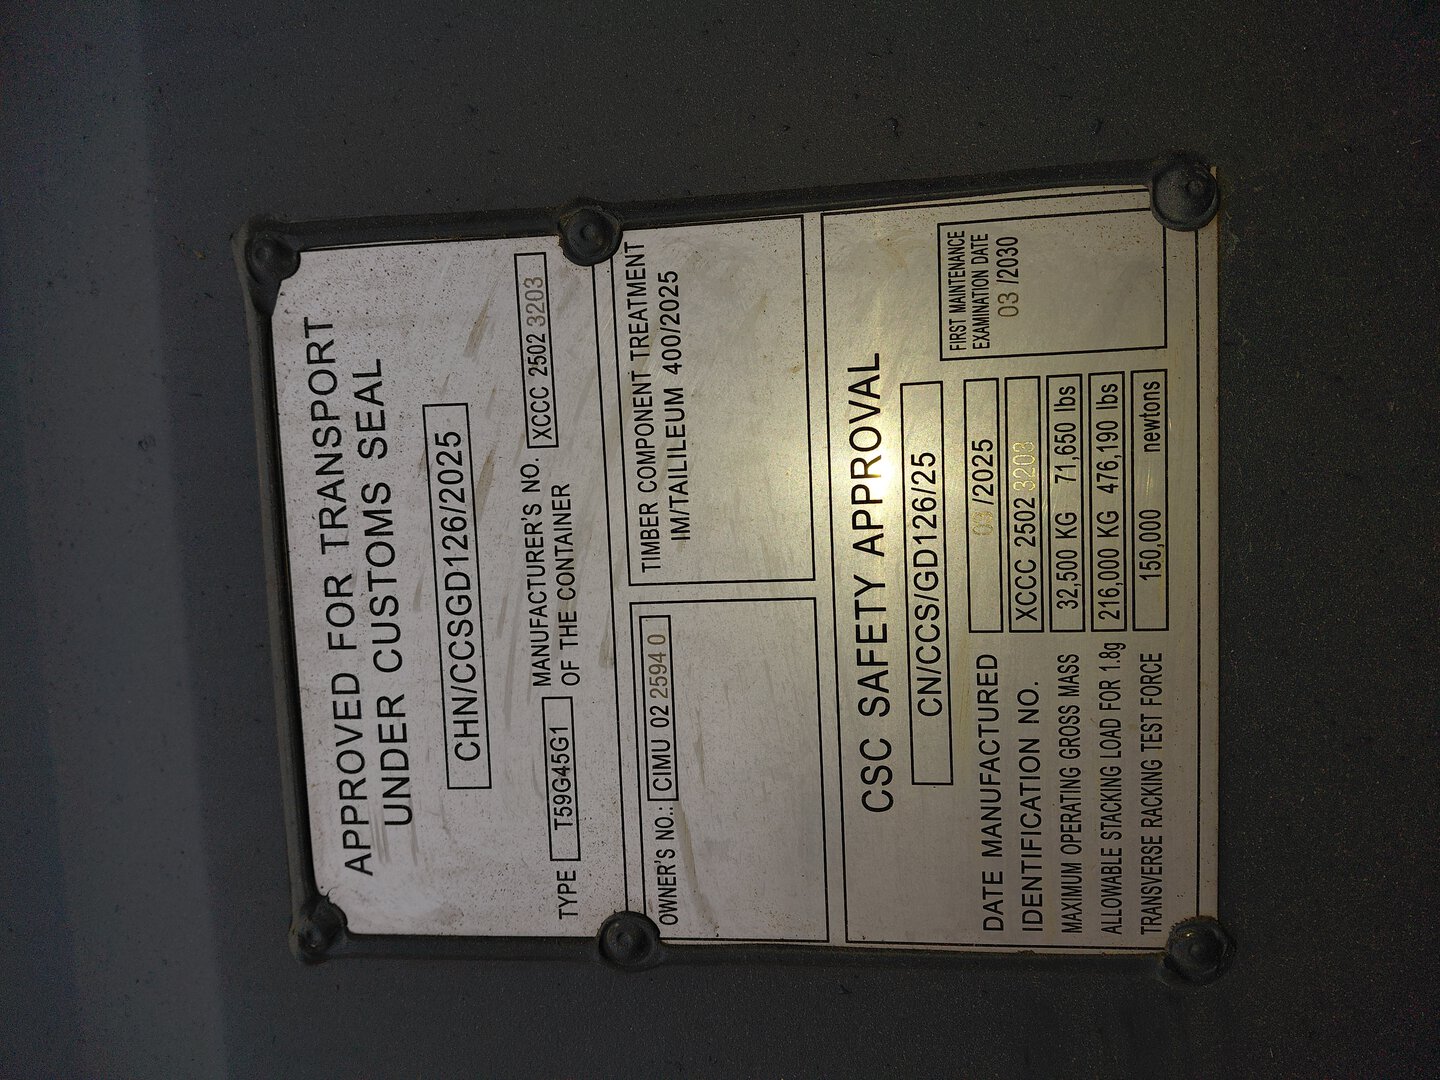 APPROVED FOR TRANSPORT
UNDER CUSTOMS SEAL
CHN/CCSGD126/2025
TYPE T59G45G1 MANUFACTURER'S NO. OF THE CONTAINER XCCC 2502 3203
OWNER'S NO.: CIMU 02 2594 0
TIMBER COMPONENT TREATMENT
IM/TAILILEUM 400/2025
CSC SAFETY APPROVAL
CN/CCS/GD126/25
DATE MANUFACTURED 03 /2025
IDENTIFICATION NO. XCCC 2502 3203
MAXIMUM OPERATING GROSS MASS 32,500 KG 71,650 lbs
ALLOWABLE STACKING LOAD FOR 1.8g 216,000 KG 476,190 lbs
TRANSVERSE RACKING TEST FORCE 150,000 newtons
FIRST MAINTENANCE
EXAMINATION DATE
03 /2030